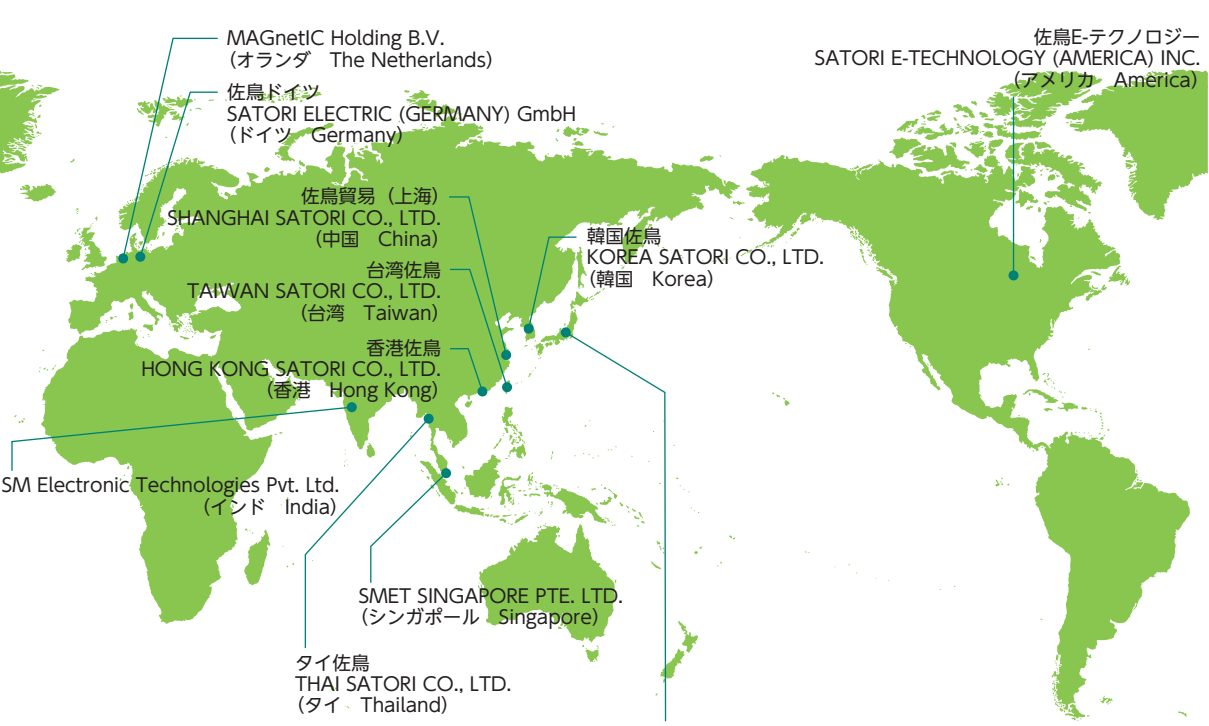 MAGnetIC Holding B.V.
（オランダ　The Netherlands）
佐鳥ドイツ
SATORI ELECTRIC (GERMANY) GmbH
（ドイツ　Germany）
佐鳥E-テクノロジー
SATORI E-TECHNOLOGY (AMERICA) INC.
（アメリカ　America）
佐鳥貿易（上海）
SHANGHAI SATORI CO., LTD.
（中国　China）
韓国佐鳥
KOREA SATORI CO., LTD.
（韓国　Korea）
台湾佐鳥
TAIWAN SATORI CO., LTD.
（台湾　Taiwan）
香港佐鳥
HONG KONG SATORI CO., LTD.
（香港　Hong Kong）
SM Electronic Technologies Pvt. Ltd.
（インド　India）
SMET SINGAPORE PTE. LTD.
（シンガポール　Singapore）
タイ佐鳥
THAI SATORI CO., LTD.
（タイ　Thailand）